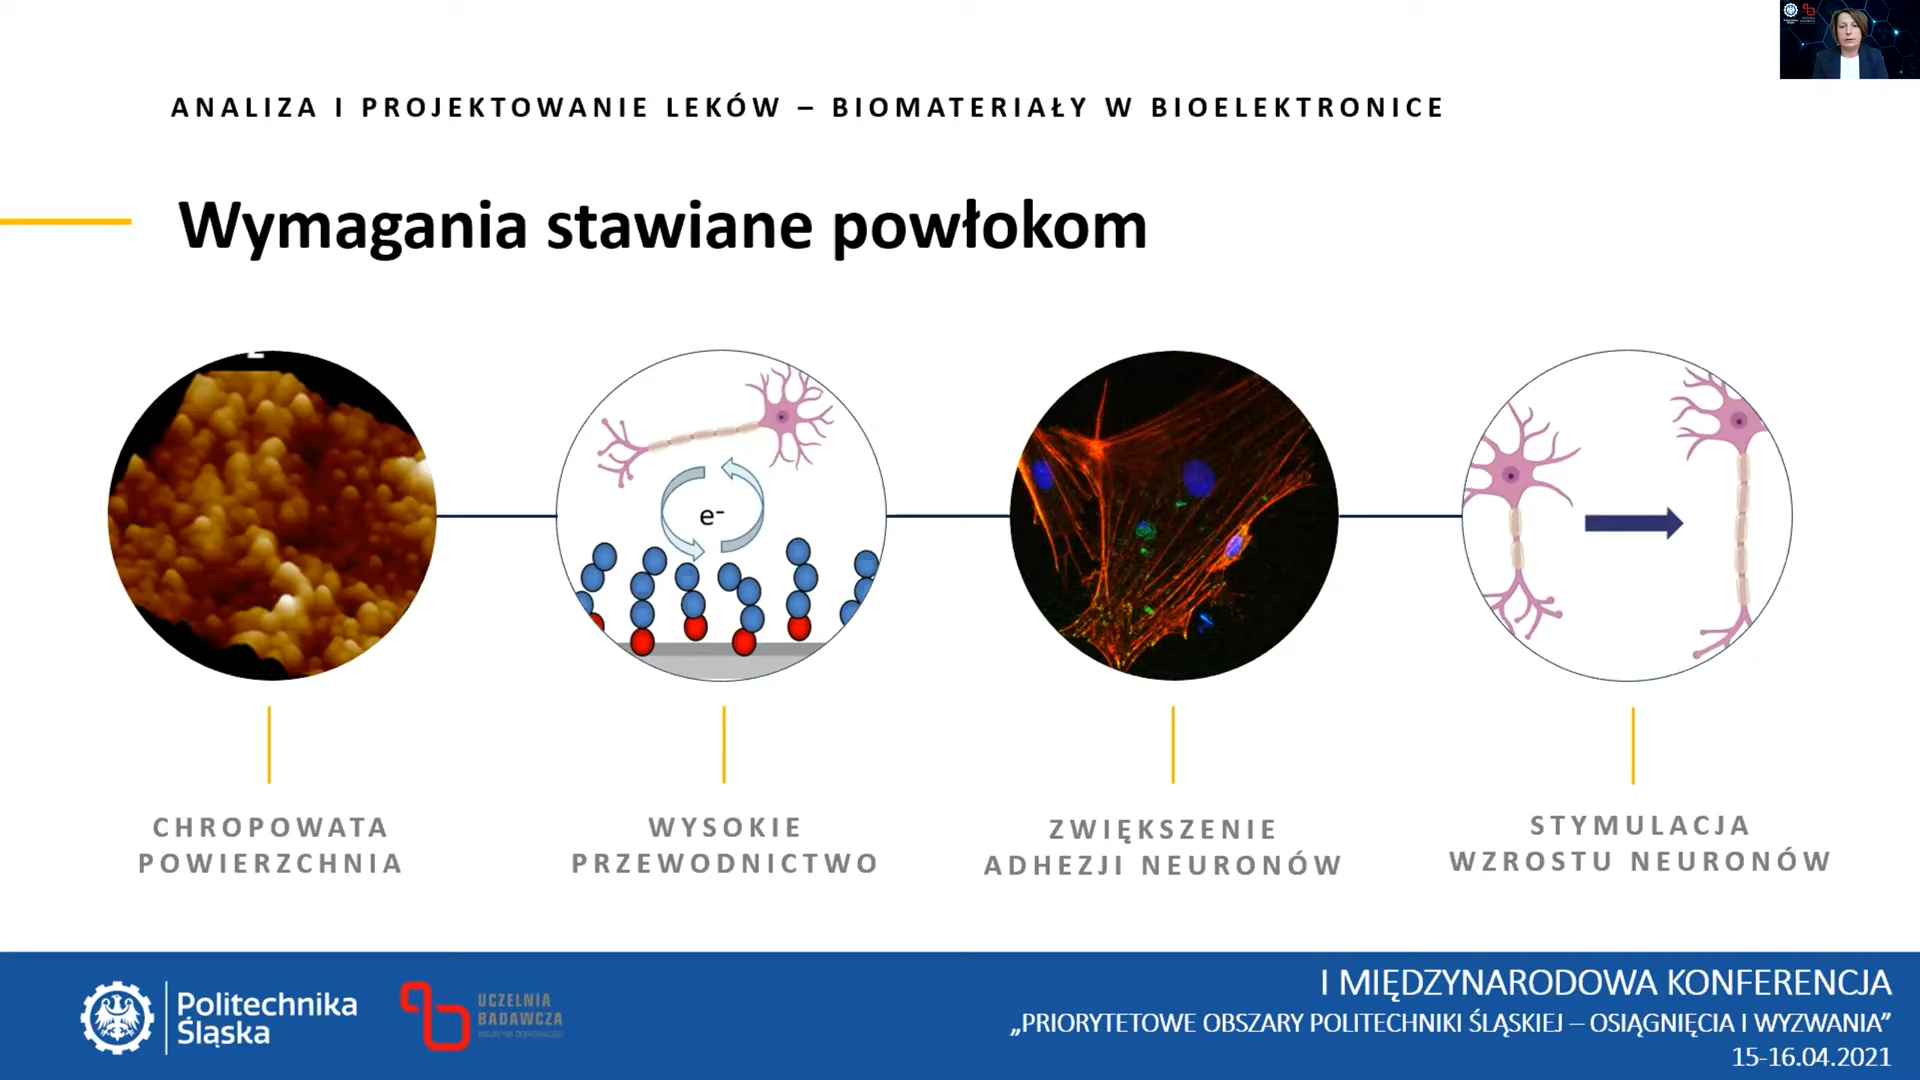 ANALIZA I PROJEKTOWANIE LEKÓW – BIOMATERIAŁY W BIOELEKTRONICE
Wymagania stawiane powłokom
e-
CHROPOWATA
POWIERZCHNIA
WYSOKIE
PRZEWODNICTWO
ZWIĘKSZENIE
ADHEZJI NEURONÓW
STYMULACJA
WZROSTU NEURONÓW
Politechnika
Śląska
UCZELNIA
BADAWCZA
I MIĘDZYNARODOWA KONFERENCJA
„PRIORYTETOWE OBSZARY POLITECHNIKI ŚLĄSKIEJ – OSIĄGNIĘCIA I WYZWANIA”
15-16.04.2021